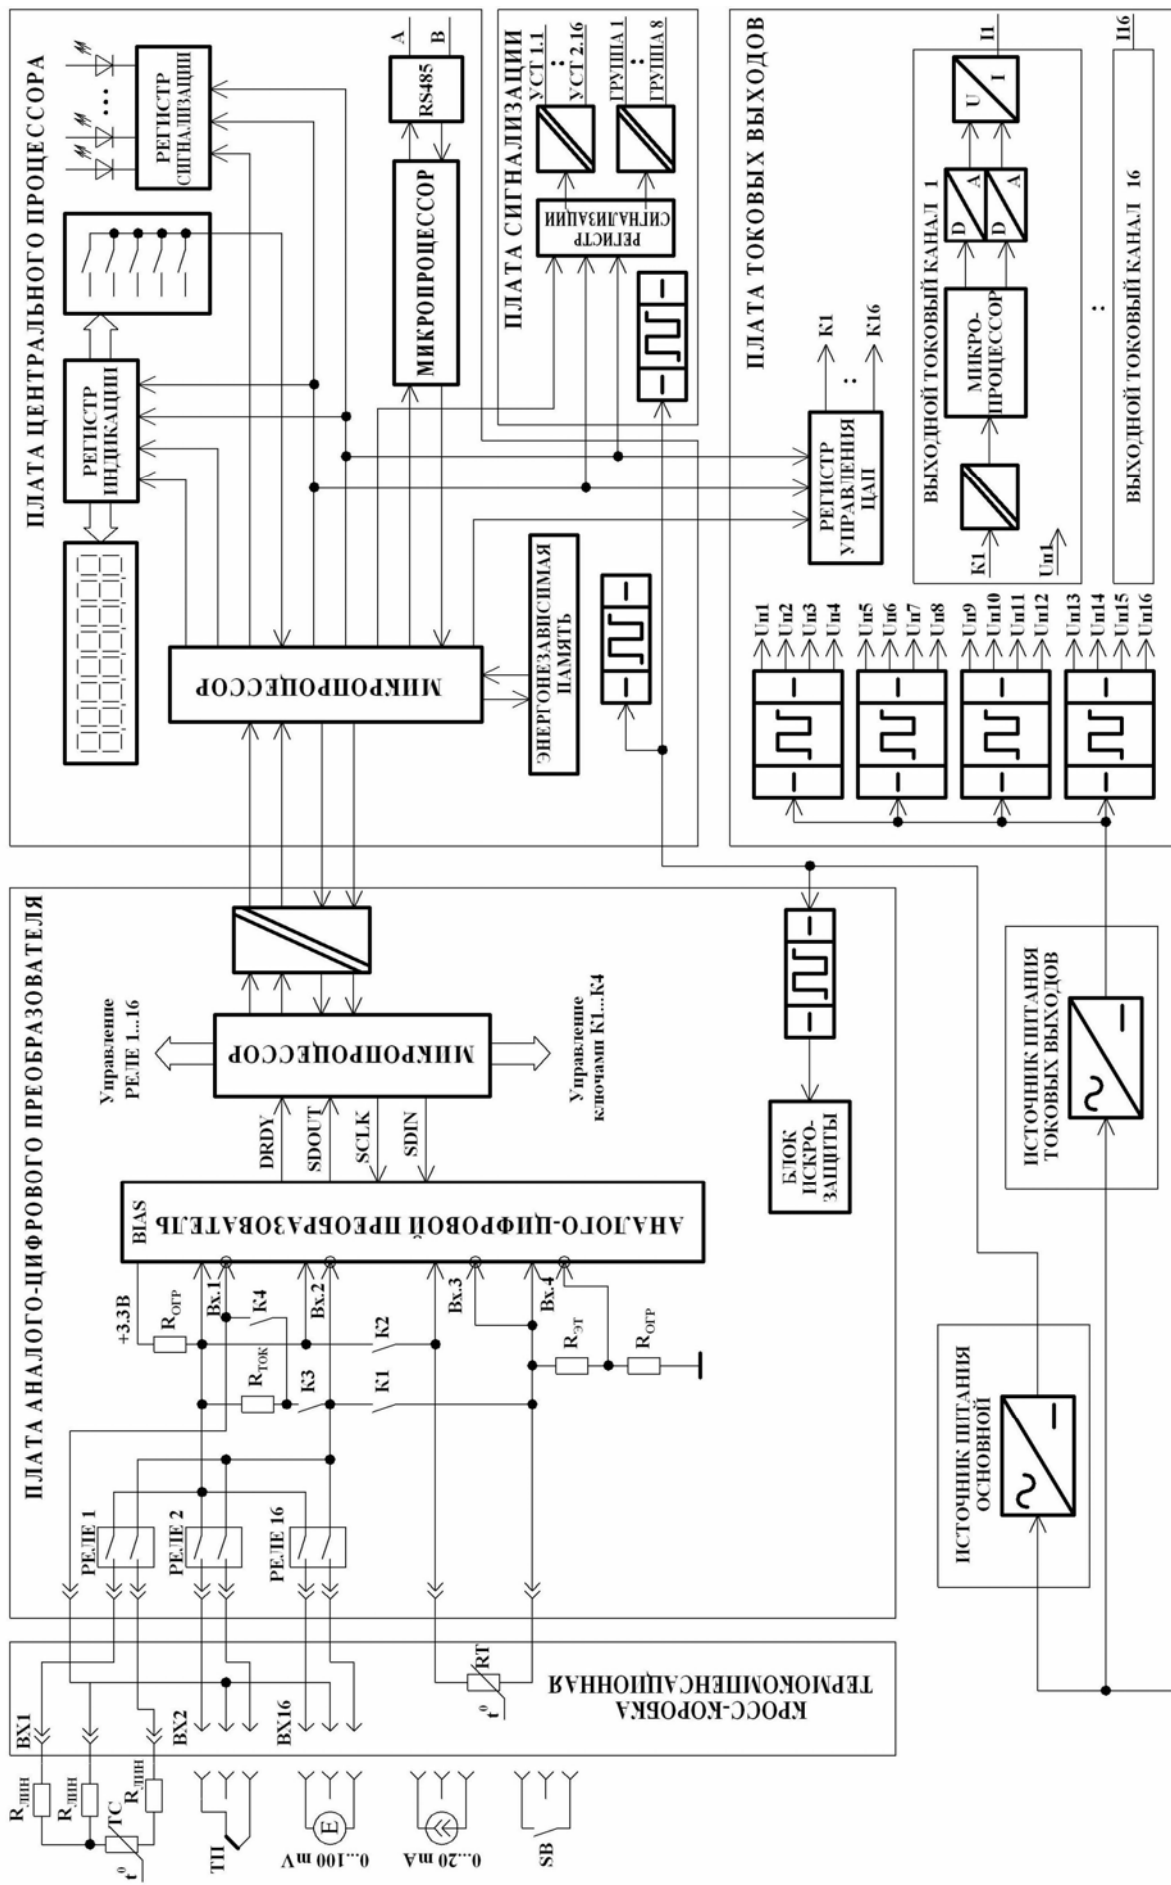 ПЛАТА ЦЕНТРАЛЬНОГО ПРОЦЕССОРА
РЕГИСТР
ИНДИКАЦИИ
РЕГИСТР
СИГНАЛИЗАЦИИ
МИКРОПРОЦЕССОР
МИКРОПРОЦЕССОР
RS485
A
B
ЭНЕРГОНЕЗАВИСИМАЯ
ПАМЯТЬ
ПЛАТА СИГНАЛИЗАЦИИ
РЕГИСТР
СИГНАЛИЗАЦИИ
УСТ 1.1
:
УСТ 2.16
ГРУППА 1
:
ГРУППА 8
ПЛАТА ТОКОВЫХ ВЫХОДОВ
РЕГИСТР
УПРАВЛЕНИЯ
ЦАП
К1
:
К16
ВЫХОДНОЙ ТОКОВЫЙ КАНАЛ 1
К1
Uп1
МИКРО-
ПРОЦЕССОР
D
A
D
A
U
I
I1
:
ВЫХОДНОЙ ТОКОВЫЙ КАНАЛ 16
I16
Uп1
Uп2
Uп3
Uп4
Uп5
Uп6
Uп7
Uп8
Uп9
Uп10
Uп11
Uп12
Uп13
Uп14
Uп15
Uп16
ПЛАТА АНАЛОГО-ЦИФРОВОГО ПРЕОБРАЗОВАТЕЛЯ
Управление
РЕЛЕ 1...16
МИКРОПРОЦЕССОР
Управление
ключами К1...К4
DRDY
SDOUT
SCLK
SDIN
BIAS
АНАЛОГО-ЦИФРОВОЙ ПРЕОБРАЗОВАТЕЛЬ
+3.3В
RОГР
Вх.1
К4
Вх.2
К2
Вх.3
Вх.4
RТОК
К3
К1
RЭТ
RОГР
РЕЛЕ 1
РЕЛЕ 2
РЕЛЕ 16
БЛОК
ИСКРО-
ЗАЩИТЫ
ИСТОЧНИК ПИТАНИЯ
ТОКОВЫХ ВЫХОДОВ
ИСТОЧНИК ПИТАНИЯ
ОСНОВНОЙ
ВХ1
ВХ2
ВХ16
RT
t°
КРОСС-КОРОБКА
ТЕРМОКОМПЕНСАЦИОННАЯ
RЛИН
RЛИН
RЛИН
ТС
t°
ТП
E
0...100 mV
0...20 mA
SB